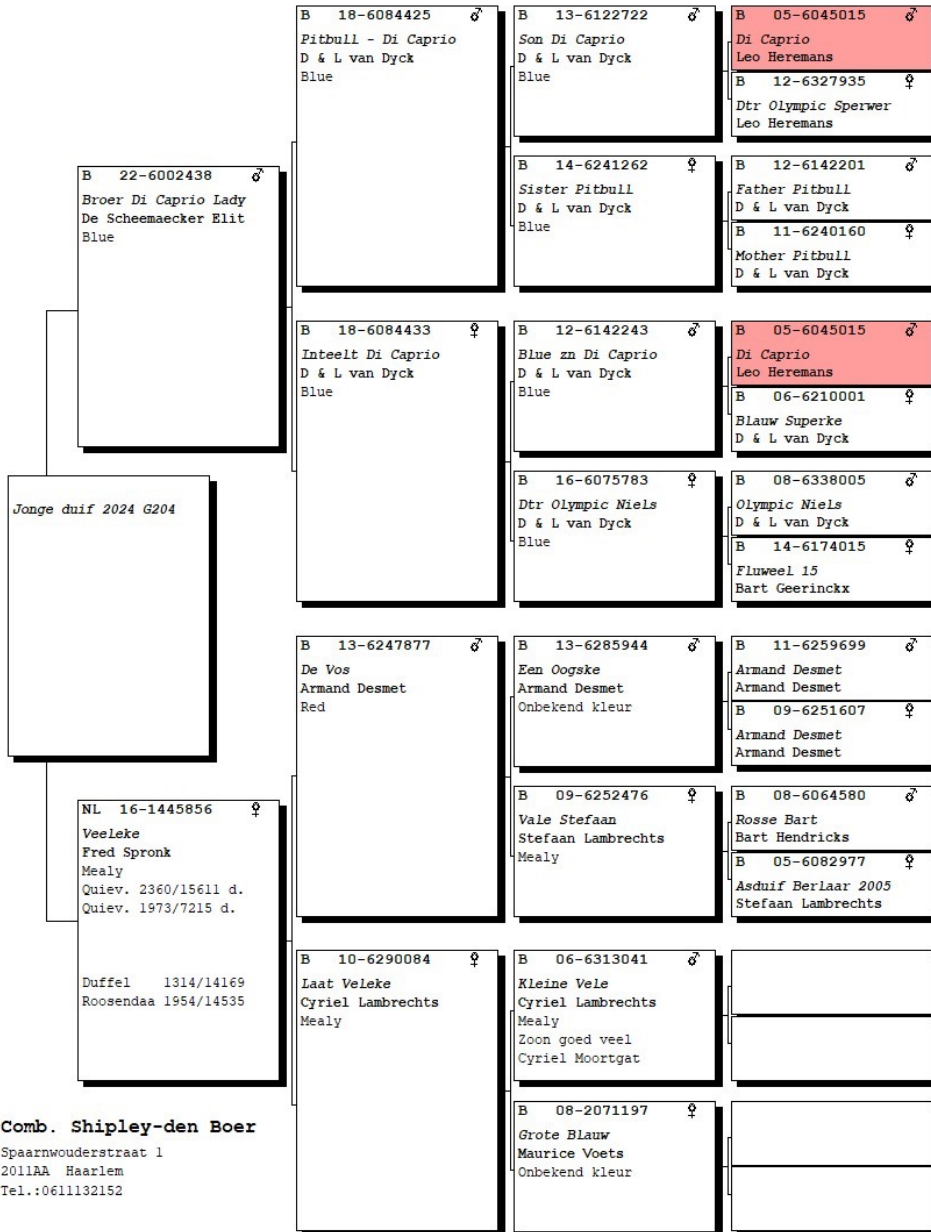 Jonge duif 2024 G204
B 22-6002438 ♂
Broer Di Caprio Lady
De Scheemaecker Elit
Blue
NL 16-1445856 ♀
Veeleke
Fred Spronk
Mealy
Quiev. 2360/15611 d.
Quiev. 1973/7215 d.
Duffel 1314/14169
Roosendaa 1954/14535
B 18-6084425 ♂
Pitbull - Di Caprio
D & L van Dyck
Blue
B 18-6084433 ♀
Inteelt Di Caprio
D & L van Dyck
Blue
B 13-6247877 ♂
De Vos
Armand Desmet
Red
B 10-6290084 ♀
Laat Veleke
Cyriel Lambrechts
Mealy
B 13-6122722 ♂
Son Di Caprio
D & L van Dyck
Blue
B 14-6241262 ♀
Sister Pitbull
D & L van Dyck
Blue
B 12-6142243 ♂
Blue zn Di Caprio
D & L van Dyck
Blue
B 16-6075783 ♀
Dtr Olympic Niels
D & L van Dyck
Blue
B 13-6285944 ♂
Een Oogske
Armand Desmet
Onbekend kleur
B 09-6252476 ♀
Vale Stefaan
Stefaan Lambrechts
Mealy
B 06-6313041 ♂
Kleine Vele
Cyriel Lambrechts
Mealy
Zoon goed veel
Cyriel Moortgat
B 08-2071197 ♀
Grote Blauw
Maurice Voets
Onbekend kleur
B 05-6045015 ♂
Di Caprio
Leo Heremans
B 12-6327935 ♀
Dtr Olympic Sperwer
Leo Heremans
B 12-6142201 ♂
Father Pitbull
D & L van Dyck
B 11-6240160 ♀
Mother Pitbull
D & L van Dyck
B 05-6045015 ♂
Di Caprio
Leo Heremans
B 06-6210001 ♀
Blauw Superke
D & L van Dyck
B 08-6338005 ♂
Olympic Niels
D & L van Dyck
B 14-6174015 ♀
Fluweel 15
Bart Geerinckx
B 11-6259699 ♂
Armand Desmet
Armand Desmet
B 09-6251607 ♀
Armand Desmet
Armand Desmet
B 08-6064580 ♂
Rosse Bart
Bart Hendricks
B 05-6082977 ♀
Asduif Berlaar 2005
Stefaan Lambrechts
Comb. Shipley-den Boer
Spaarnwouderstraat 1
2011AA Haarlem
Tel.:0611132152